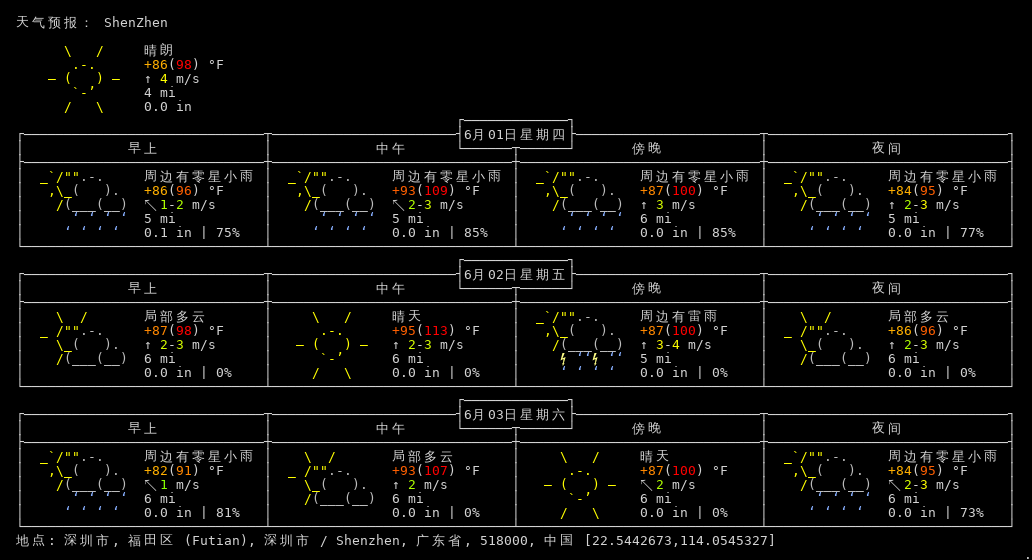 天气预报： ShenZhen
晴朗
+86(98) °F
↑ 4 m/s
4 mi
0.0 in
6月01日星期四
早上 中午 傍晚 夜间
周边有零星小雨 周边有零星小雨 周边有零星小雨 周边有零星小雨
+86(96) °F +93(109) °F +87(100) °F +84(95) °F
↖ 1-2 m/s ↖ 2-3 m/s ↑ 3 m/s ↑ 2-3 m/s
5 mi 5 mi 6 mi 5 mi
0.1 in | 75% 0.0 in | 85% 0.0 in | 85% 0.0 in | 77%
6月02日星期五
早上 中午 傍晚 夜间
局部多云 晴天 周边有雷雨 局部多云
+87(98) °F +95(113) °F +87(100) °F +86(96) °F
↑ 2-3 m/s ↑ 2-3 m/s ↑ 3-4 m/s ↑ 2-3 m/s
6 mi 6 mi 5 mi 6 mi
0.0 in | 0% 0.0 in | 0% 0.0 in | 0% 0.0 in | 0%
6月03日星期六
早上 中午 傍晚 夜间
周边有零星小雨 局部多云 晴天 周边有零星小雨
+82(91) °F +93(107) °F +87(100) °F +84(95) °F
↖ 1 m/s ↑ 2 m/s ↖ 2 m/s ↖ 2-3 m/s
6 mi 6 mi 6 mi 6 mi
0.0 in | 81% 0.0 in | 0% 0.0 in | 0% 0.0 in | 73%
地点: 深圳市, 福田区 (Futian), 深圳市 / Shenzhen, 广东省, 518000, 中国 [22.5442673,114.0545327]